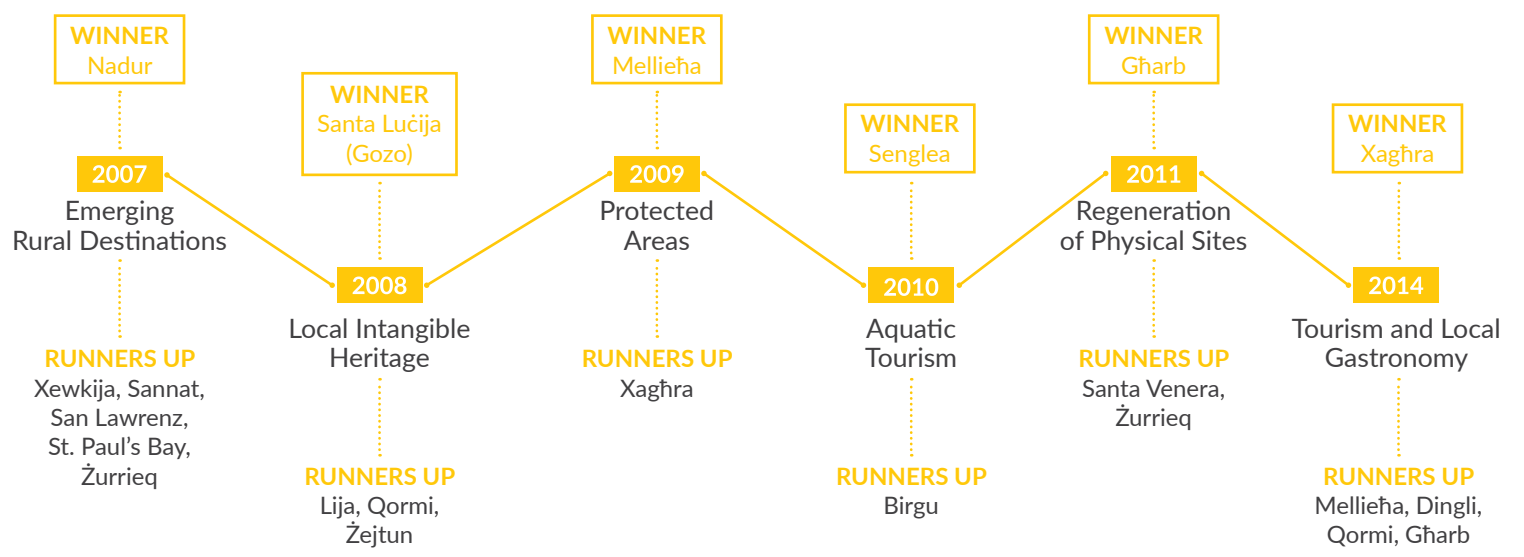 WINNER
Nadur
2007
Emerging
Rural Destinations
RUNNERS UP
Xewkija, Sannat,
San Lawrenz,
St. Paul's Bay,
Żurrieq
WINNER
Santa Luċija
(Gozo)
2008
Local Intangible
Heritage
RUNNERS UP
Lija, Qormi,
Żejtun
WINNER
Mellieħa
2009
Protected
Areas
RUNNERS UP
Xagħra
WINNER
Senglea
2010
Aquatic
Tourism
RUNNERS UP
Birgu
WINNER
Għarb
2011
Regeneration
of Physical Sites
RUNNERS UP
Santa Venera,
Żurrieq
WINNER
Xagħra
2014
Tourism and Local
Gastronomy
RUNNERS UP
Mellieħa, Dingli,
Qormi, Għarb